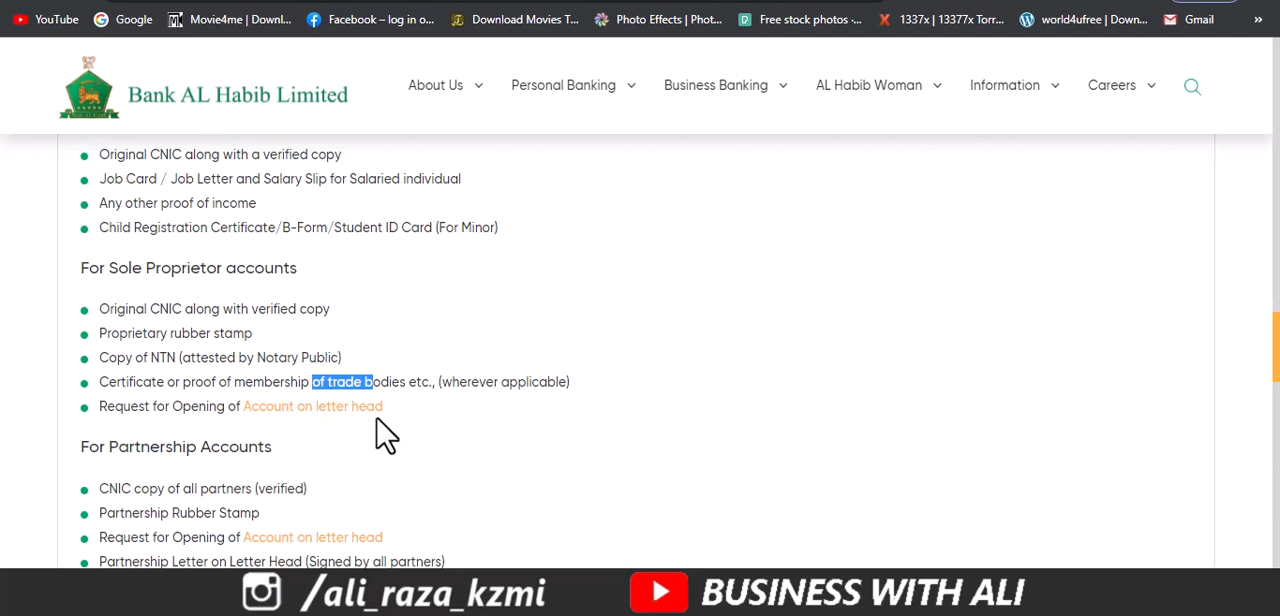 YouTube Google Movie4me | Downl... Facebook – log in o... Download Movies T... Photo Effects | Phot... Free stock photos ·... 1337x | 13377x Torr... world4ufree | Down... Gmail »
Bank AL Habib Limited About Us Personal Banking Business Banking AL Habib Woman Information Careers
Original CNIC along with a verified copy
Job Card / Job Letter and Salary Slip for Salaried individual
Any other proof of income
Child Registration Certificate/B-Form/Student ID Card (For Minor)
For Sole Proprietor accounts
Original CNIC along with verified copy
Proprietary rubber stamp
Copy of NTN (attested by Notary Public)
Certificate or proof of membership of trade bodies etc., (wherever applicable)
Request for Opening of Account on letter head
For Partnership Accounts
CNIC copy of all partners (verified)
Partnership Rubber Stamp
Request for Opening of Account on letter head
Partnership Letter on Letter Head (Signed by all partners)
/ali_raza_kzmi BUSINESS WITH ALI